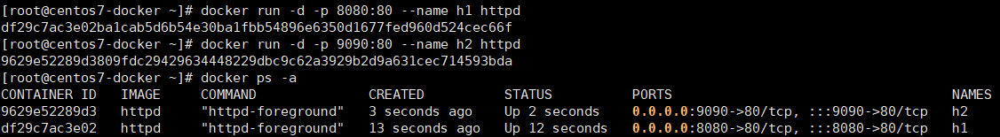 [root@centos7-docker ~]# docker run -d -p 8080:80 --name h1 httpd
df29c7ac3e02ba1cab5d6b54e30ba1fbb54896e6350d1677fed960d524cec66f
[root@centos7-docker ~]# docker run -d -p 9090:80 --name h2 httpd
9629e52289d3809fdc29429634448229dbc9c62a3929b2d9a631cec714593bda
[root@centos7-docker ~]# docker ps -a
CONTAINER ID   IMAGE     COMMAND              CREATED          STATUS          PORTS                                   NAMES
9629e52289d3   httpd     "httpd-foreground"   3 seconds ago    Up 2 seconds    0.0.0.0:9090->80/tcp, :::9090->80/tcp   h2
df29c7ac3e02   httpd     "httpd-foreground"   13 seconds ago   Up 12 seconds   0.0.0.0:8080->80/tcp, :::8080->80/tcp   h1